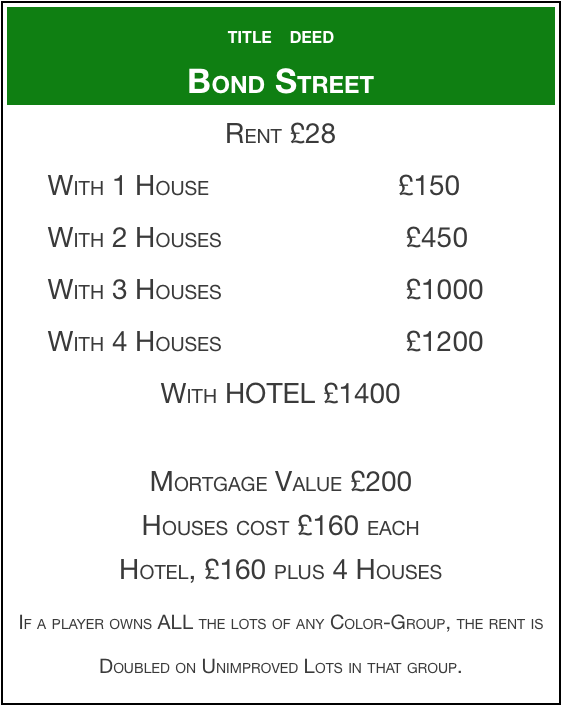 TITLE DEED
BOND STREET
RENT £28
WITH 1 HOUSE £150
WITH 2 HOUSES £450
WITH 3 HOUSES £1000
WITH 4 HOUSES £1200
WITH HOTEL £1400
MORTGAGE VALUE £200
HOUSES COST £160 EACH
HOTEL, £160 PLUS 4 HOUSES
IF A PLAYER OWNS ALL THE LOTS OF ANY COLOR-GROUP, THE RENT IS
DOUBLED ON UNIMPROVED LOTS IN THAT GROUP.